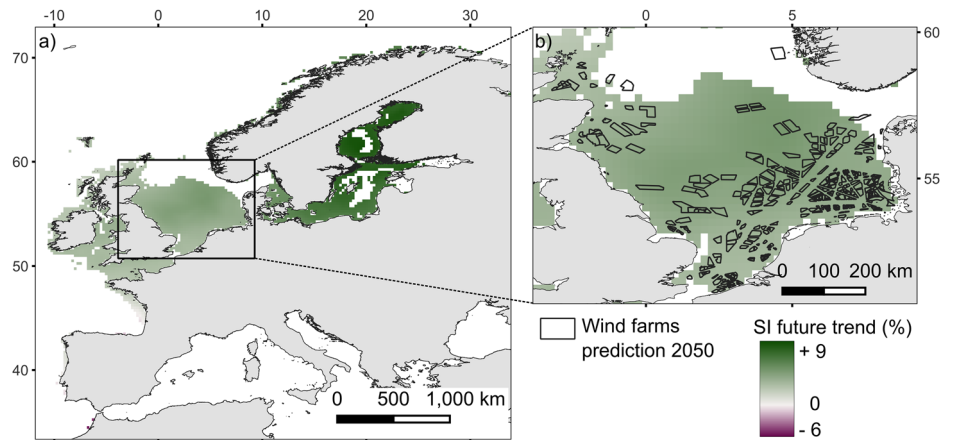 -10 0 10 20 30
a)
70
60
50
40
0 500 1,000 km
0 5
b)
60
55
0 100 200 km
Wind farms
prediction 2050
SI future trend (%)
+ 9
0
- 6